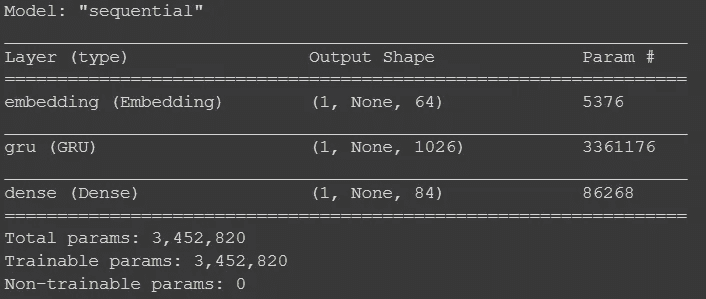 Model: "sequential"
Layer (type) Output Shape Param #
embedding (Embedding) (1, None, 64) 5376
gru (GRU) (1, None, 1026) 3361176
dense (Dense) (1, None, 84) 86268
Total params: 3,452,820
Trainable params: 3,452,820
Non-trainable params: 0